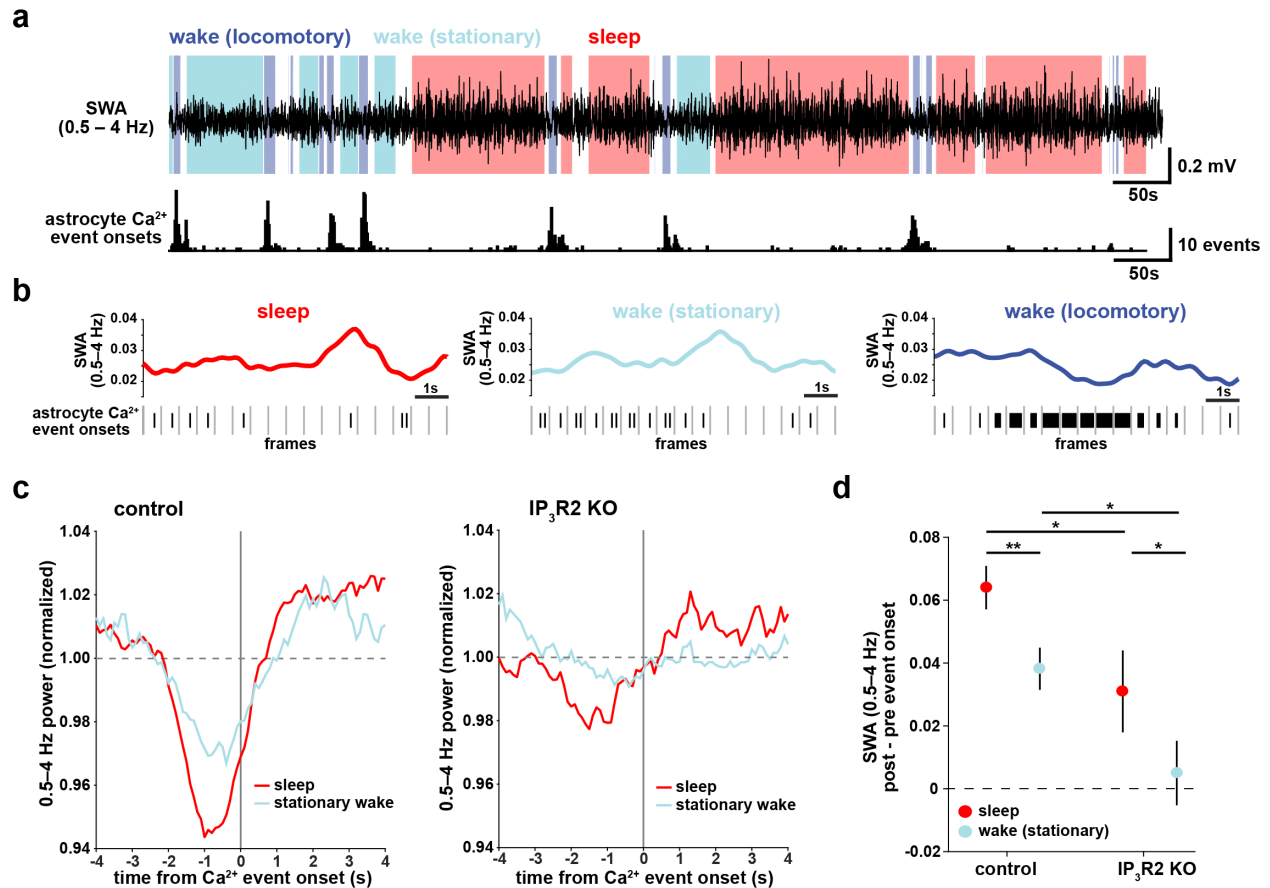 a
wake (locomotory) wake (stationary) sleep
SWA
(0.5 – 4 Hz)
0.2 mV
50s
astrocyte Ca²⁺
event onsets
10 events
50s
b
sleep
SWA
(0.5–4 Hz)
0.04
0.03
0.02
1s
wake (stationary)
SWA
(0.5–4 Hz)
0.04
0.03
0.02
1s
wake (locomotory)
SWA
(0.5–4 Hz)
0.04
0.03
0.02
1s
astrocyte Ca²⁺
event onsets
frames
frames
frames
c
control
0.5–4 Hz power (normalized)
1.04
1.02
1.00
0.98
0.96
0.94
sleep
stationary wake
-4 -3 -2 -1 0 1 2 3 4
time from Ca²⁺ event onset (s)
IP₃R2 KO
0.5–4 Hz power (normalized)
1.04
1.02
1.00
0.98
0.96
0.94
sleep
stationary wake
-4 -3 -2 -1 0 1 2 3 4
time from Ca²⁺ event onset (s)
d
SWA (0.5–4 Hz)
post - pre event onset
0.08
0.06
0.04
0.02
0
-0.02
*
*
** *
sleep
wake (stationary)
control IP₃R2 KO